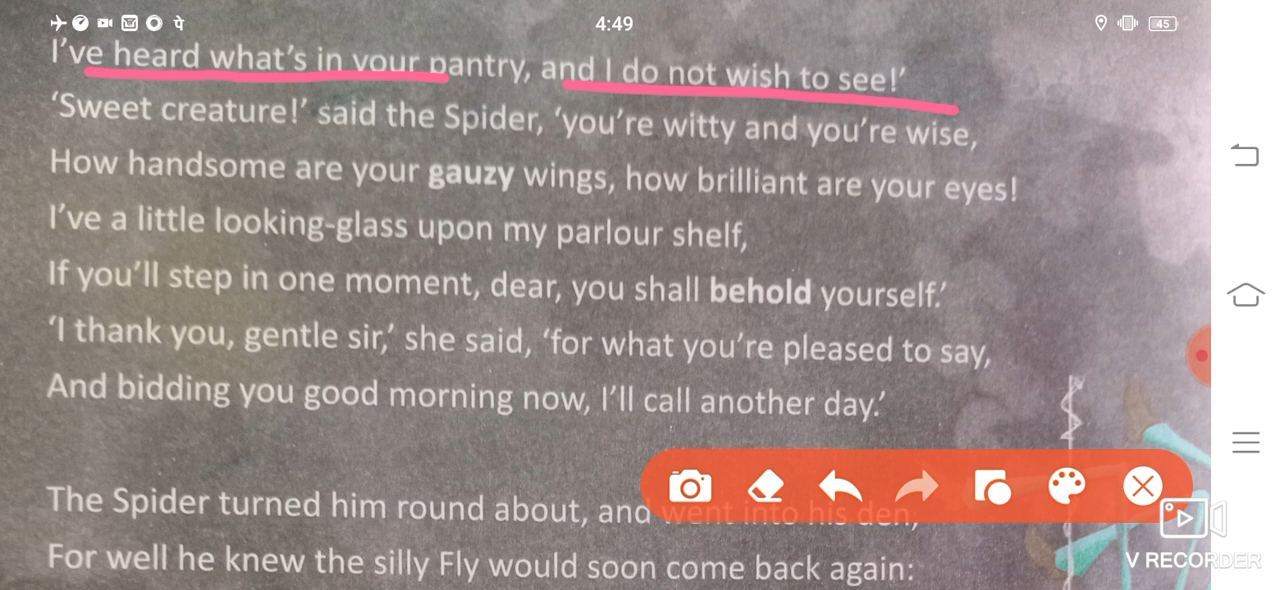 4:49
45
I've heard what's in your pantry, and I do not wish to see!'
'Sweet creature!' said the Spider, 'you're witty and you're wise,
How handsome are your gauzy wings, how brilliant are your eyes!
I've a little looking-glass upon my parlour shelf,
If you'll step in one moment, dear, you shall behold yourself.'
'I thank you, gentle sir,' she said, 'for what you're pleased to say,
And bidding you good morning now, I'll call another day.'
The Spider turned him round about, and went into his den,
For well he knew the silly Fly would soon come back again:
V RECORDER